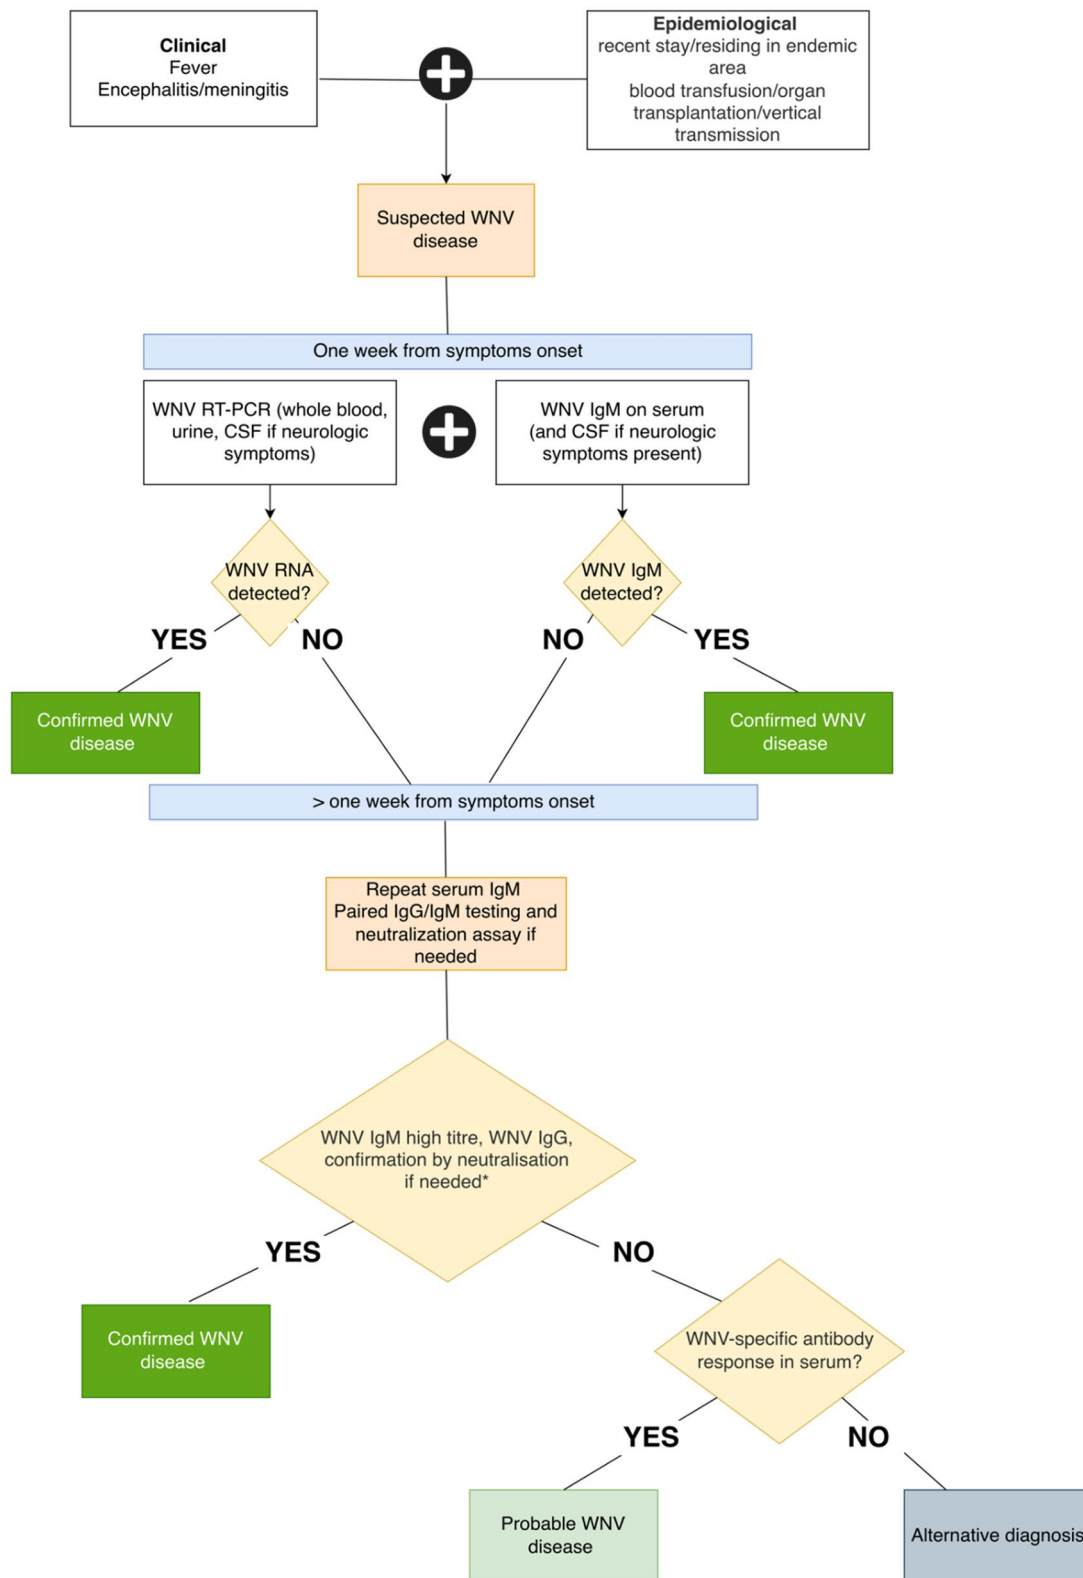 Clinical
Fever
Encephalitis/meningitis
Epidemiological
recent stay/residing in endemic
area
blood transfusion/organ
transplantation/vertical
transmission
Suspected WNV
disease
One week from symptoms onset
WNV RT-PCR (whole blood,
urine, CSF if neurologic
symptoms)
WNV IgM on serum
(and CSF if neurologic
symptoms present)
WNV RNA
detected?
WNV IgM
detected?
YES
NO
NO
YES
Confirmed WNV
disease
Confirmed WNV
disease
> one week from symptoms onset
Repeat serum IgM
Paired IgG/IgM testing and
neutralization assay if
needed
WNV IgM high titre, WNV IgG,
confirmation by neutralisation
if needed*
YES
NO
Confirmed WNV
disease
WNV-specific antibody
response in serum?
YES
NO
Probable WNV
disease
Alternative diagnosis